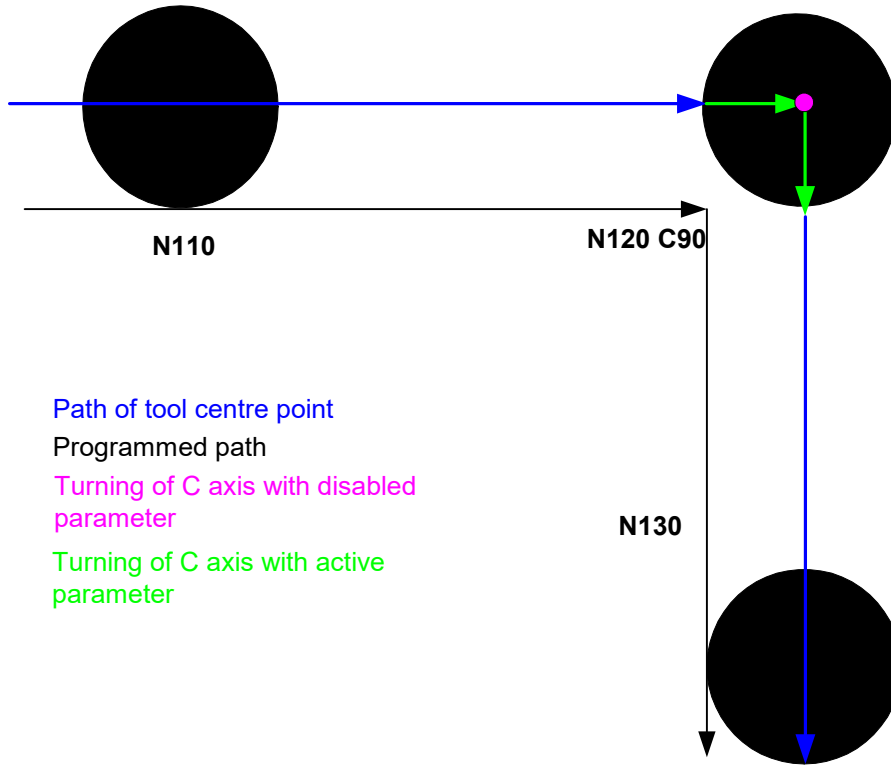 N110
N120 C90
Path of tool centre point
Programmed path
Turning of C axis with disabled
parameter
N130
Turning of C axis with active
parameter